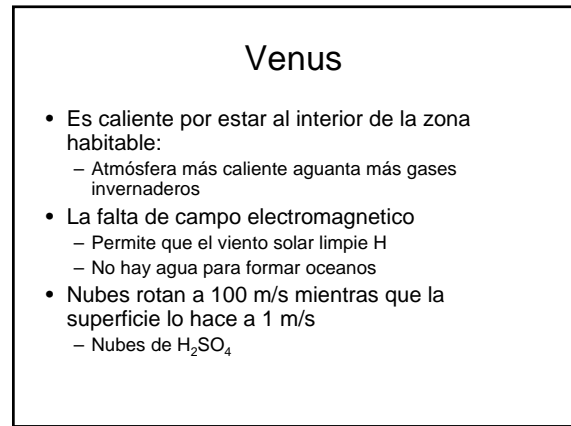 Venus
• Es caliente por estar al interior de la zona
habitable:
– Atmósfera más caliente aguanta más gases
invernaderos
• La falta de campo electromagnetico
– Permite que el viento solar limpie H
– No hay agua para formar oceanos
• Nubes rotan a 100 m/s mientras que la
superficie lo hace a 1 m/s
– Nubes de H₂SO₄